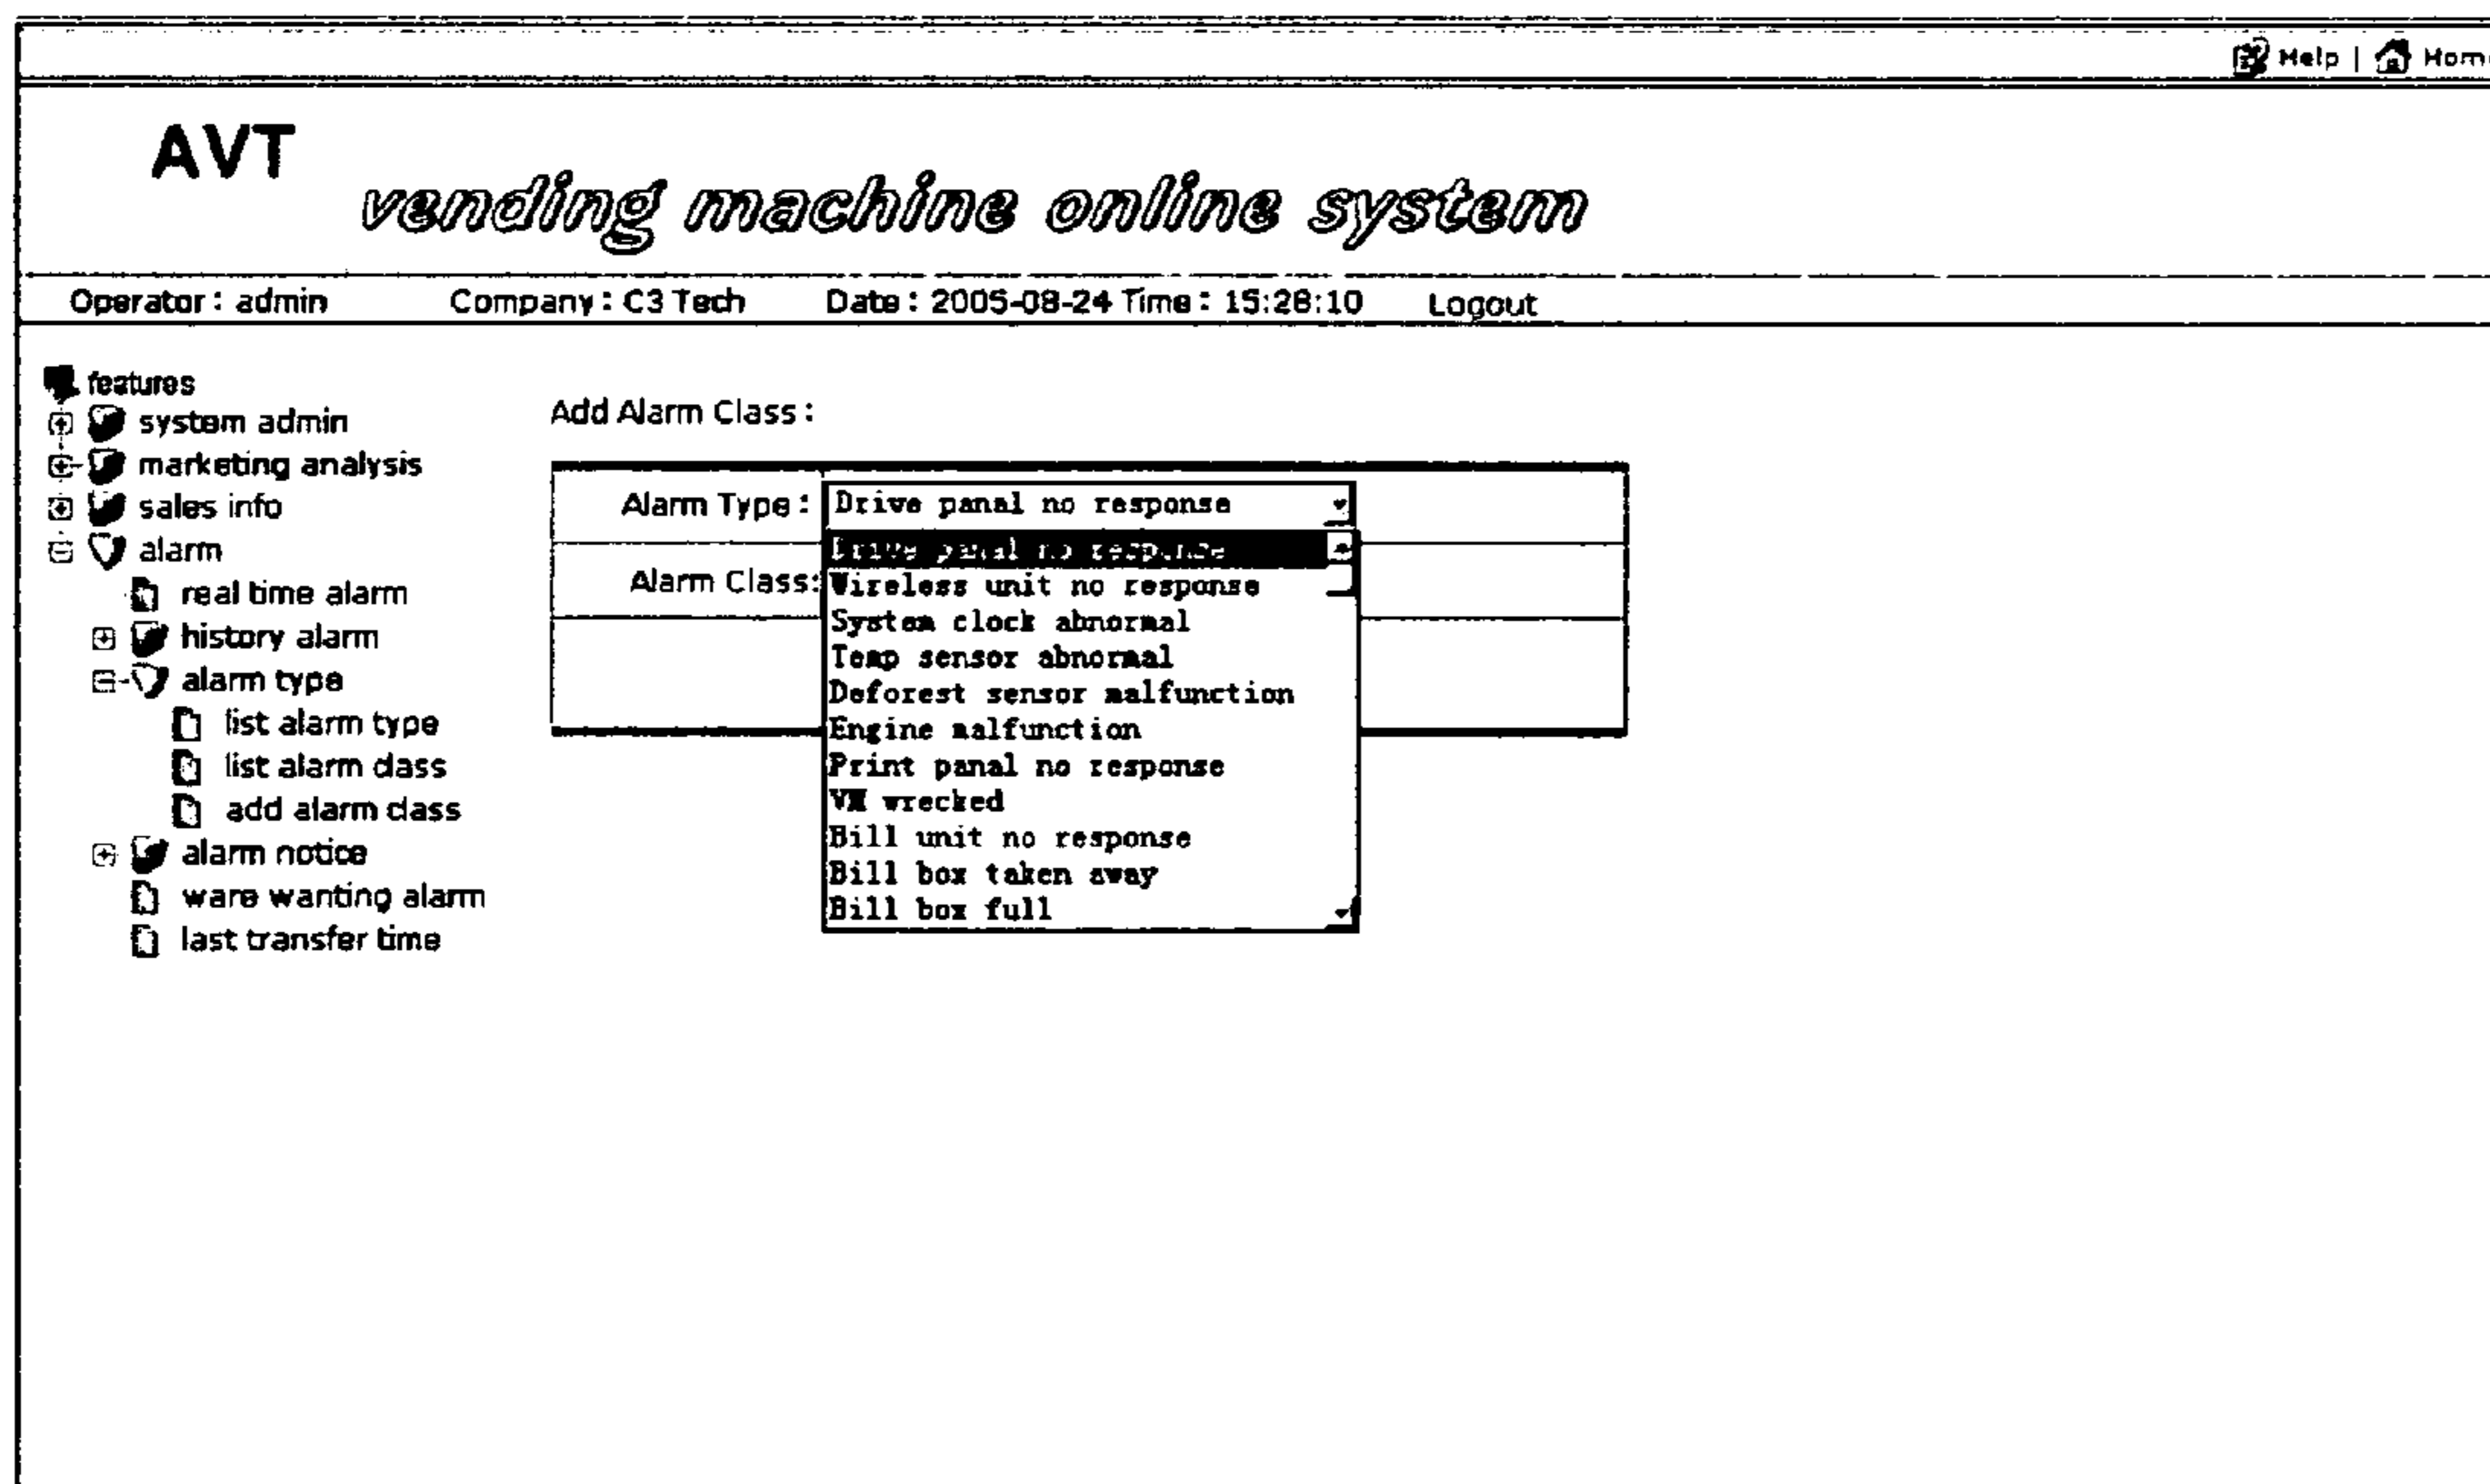 Help | Home
AVT
vending machine online system
Operator : admin Company : C3 Tech Date : 2005-08-24 Time : 15:28:10 Logout
features
system admin
marketing analysis
sales info
alarm
real time alarm
history alarm
alarm type
list alarm type
list alarm class
add alarm class
alarm notice
ware wanting alarm
last transfer time
Add Alarm Class :
Alarm Type : Drive panal no response
Alarm Class:
Drive panal no response
Wireless unit no response
System clock abnormal
Temp sensor abnormal
Deforest sensor malfunction
Engine malfunction
Print panal no response
VM wrecked
Bill unit no response
Bill box taken away
Bill box full